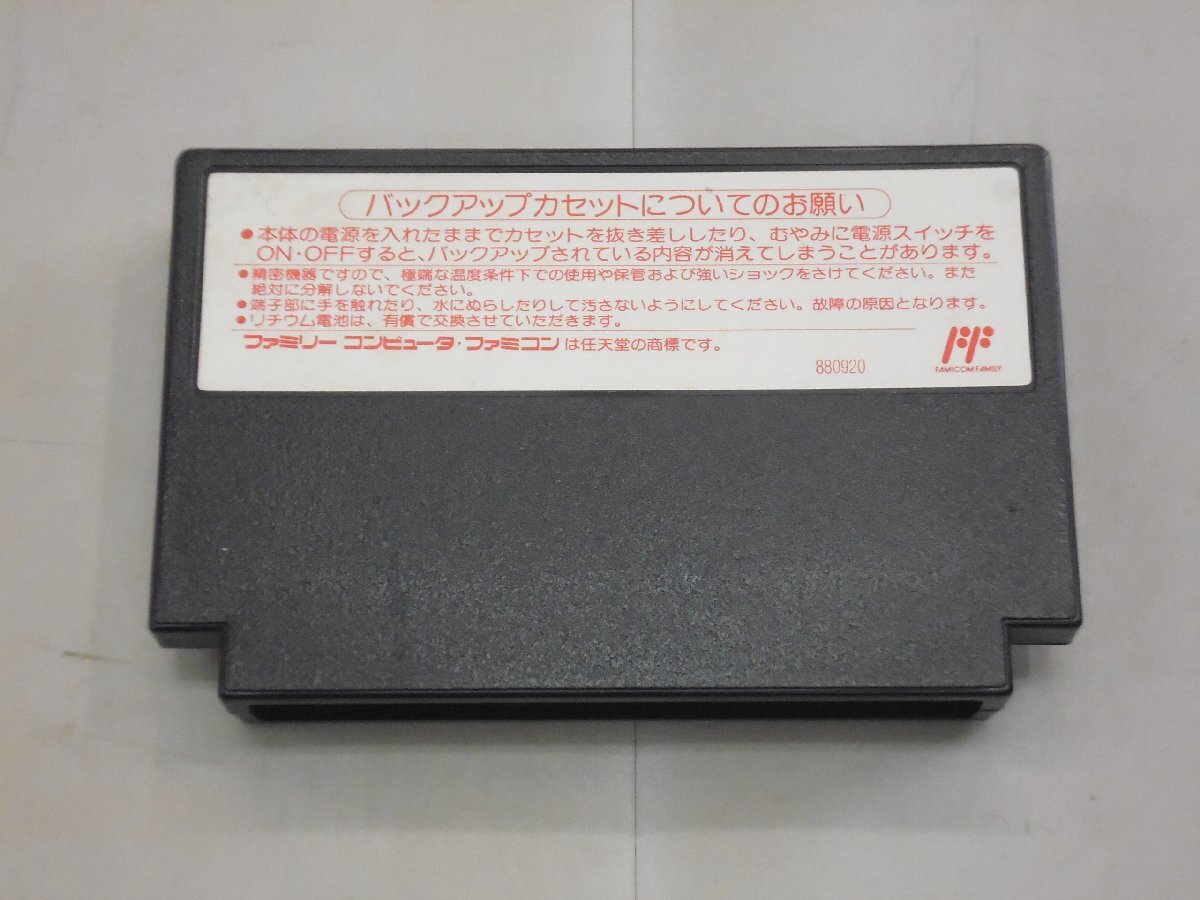 バックアップカセットについてのお願い
●本体の電源を入れたままでカセットを抜き差ししたり、むやみに電源スイッチを
ON·OFFすると、バックアップされている内容が消えてしまうことがあります。
●精密機器ですので、極端な温度条件下での使用や保管および強いショックをさけてください。また
絶対に分解しないでください。
●端子部に手を触れたり、水にぬらしたりして汚さないようにしてください。故障の原因となります。
●リチウム電池は、有償で交換させていただきます。
ファミリー コンピュータ·ファミコン は任天堂の商標です。
880920
FF
FAMICOM FAMILY